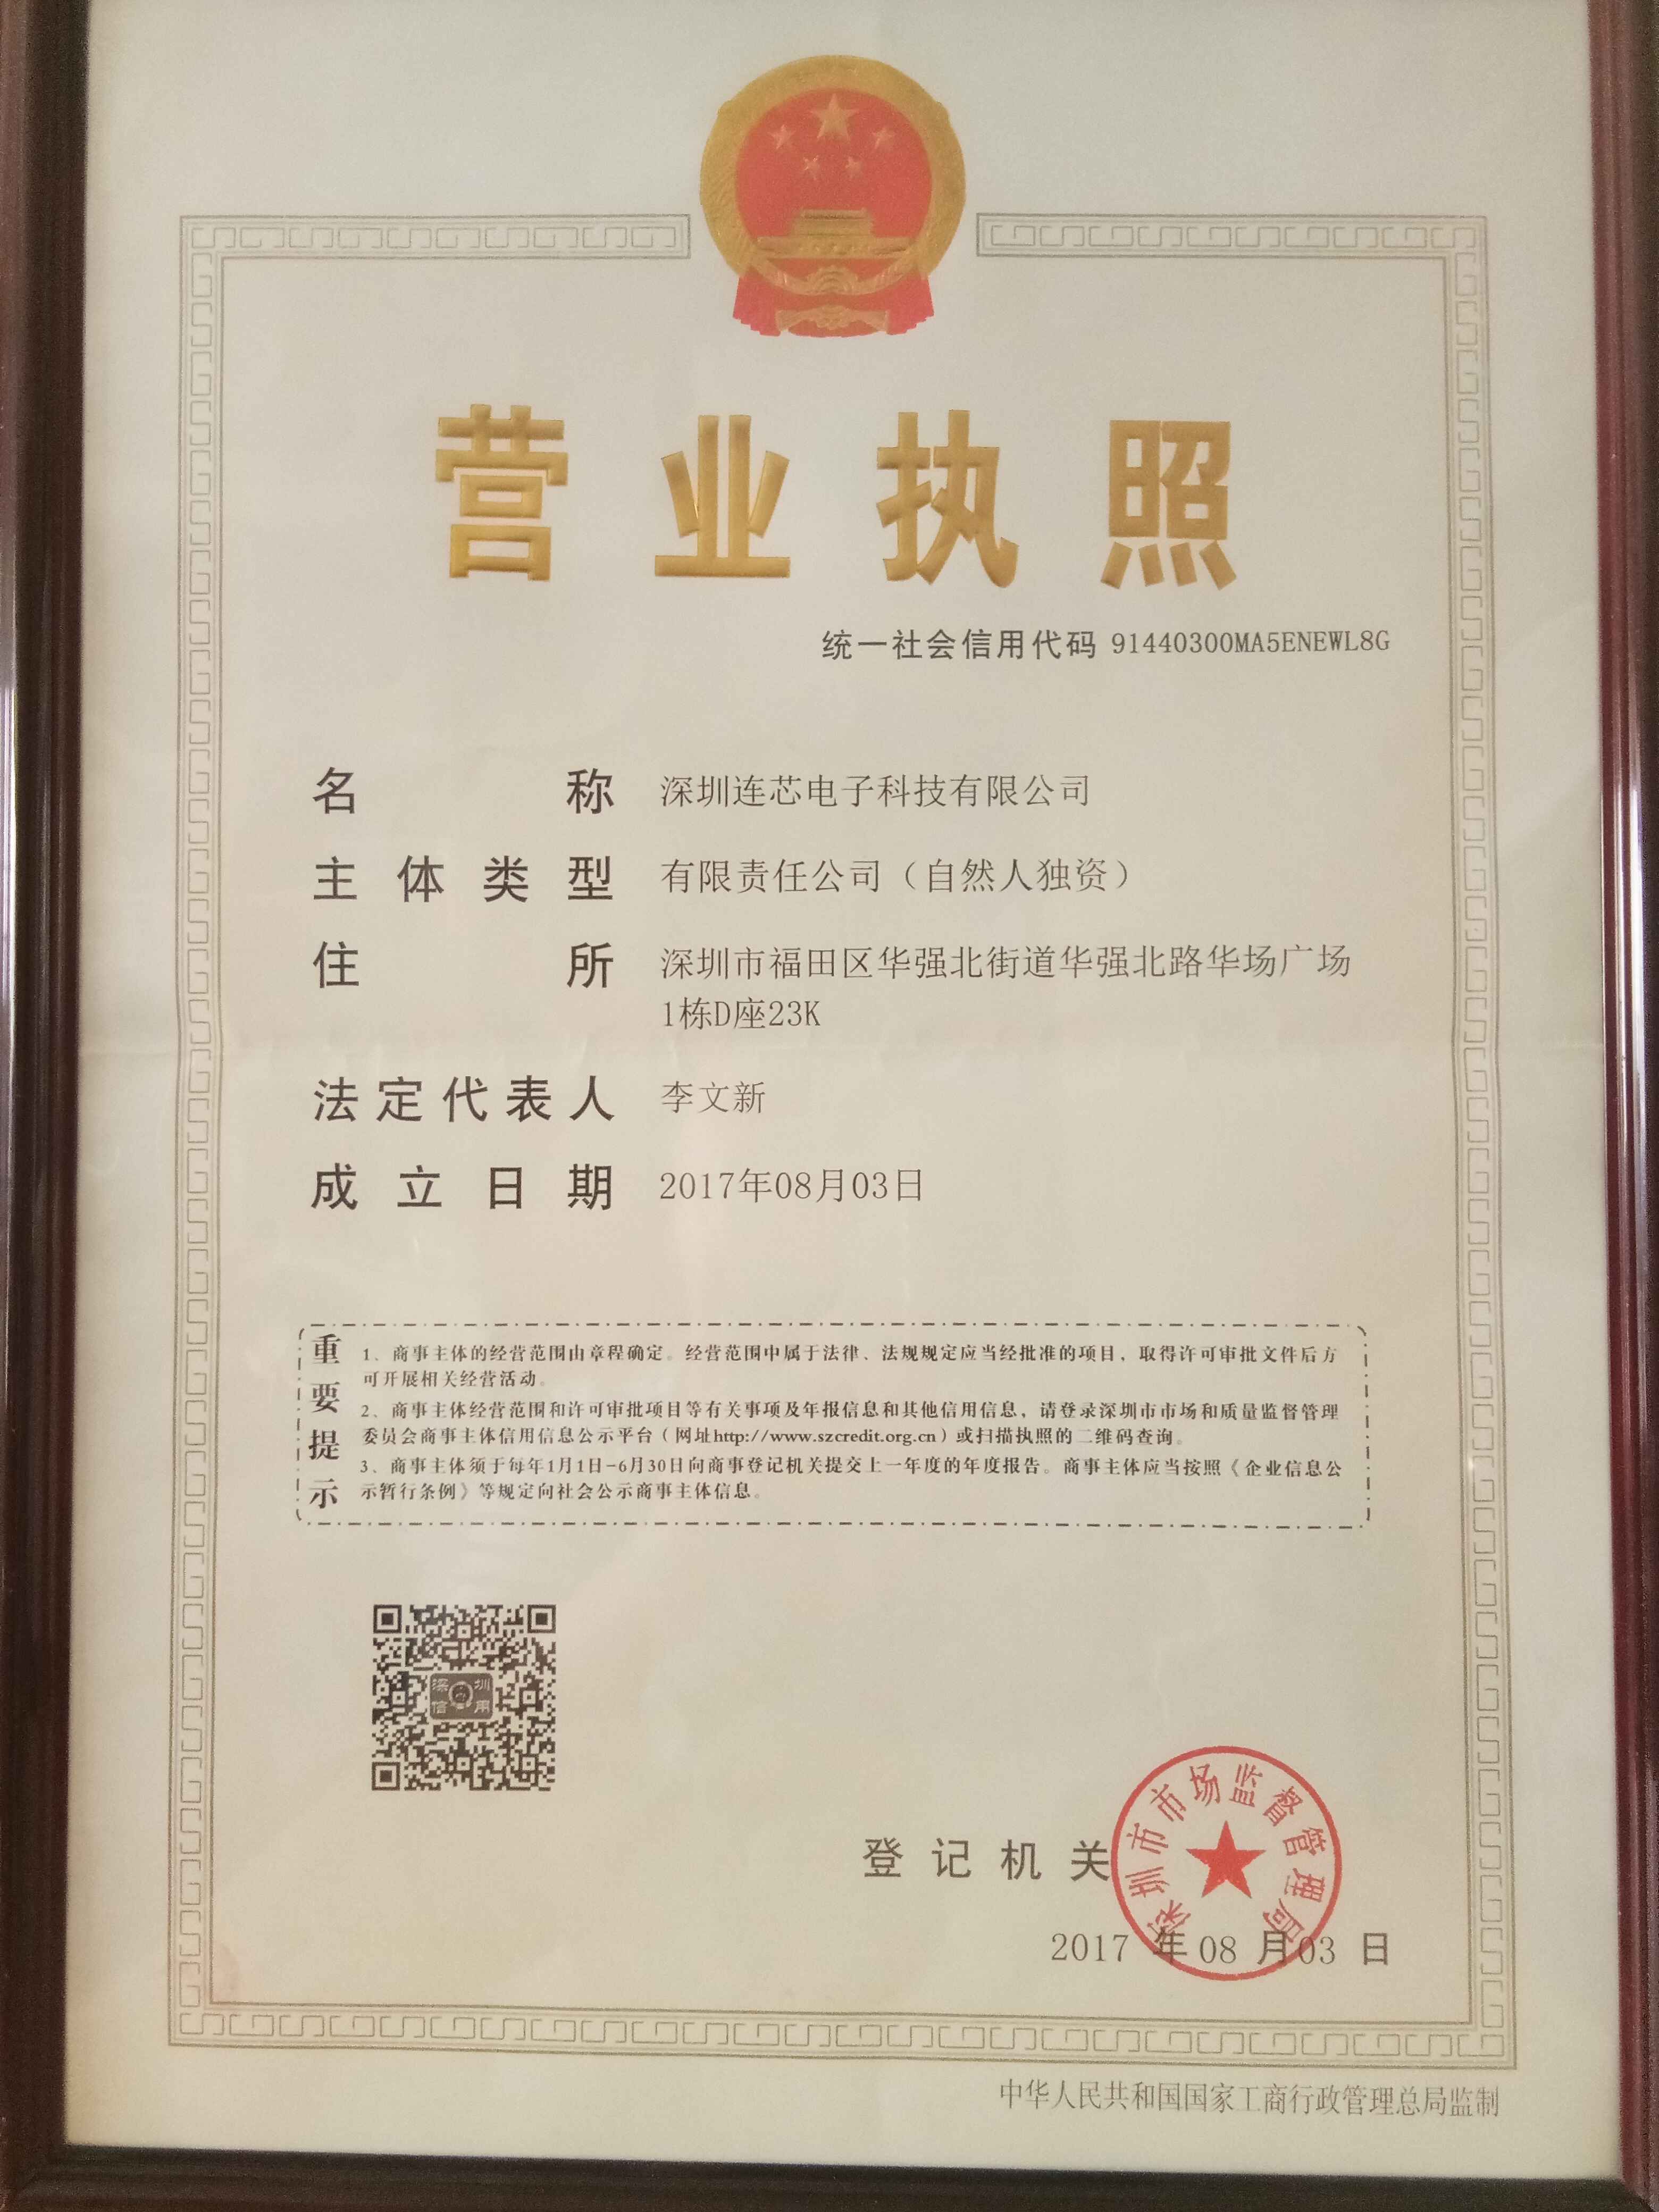 营业执照
统一社会信用代码 91440300MA5ENEWL8G
名称 深圳连芯电子科技有限公司
主体类型 有限责任公司（自然人独资）
住所 深圳市福田区华强北街道华强北路华场广场
1栋D座23K
法定代表人 李文新
成立日期 2017年08月03日
重要提示
1、商事主体的经营范围由章程确定。经营范围中属于法律、法规规定应当经批准的项目，取得许可审批文件后方
可开展相关经营活动。
2、商事主体经营范围和许可审批项目等有关事项及年报信息和其他信用信息，请登录深圳市市场和质量监督管理
委员会商事主体信用信息公示平台（网址http://www.szcredit.org.cn）或扫描执照的二维码查询。
3、商事主体须于每年1月1日-6月30日向商事登记机关提交上一年度的年度报告。商事主体应当按照《企业信息公
示暂行条例》等规定向社会公示商事主体信息。
深圳
信用
登记机关
深圳市市场监督管理局
2017 年 08 月 03 日
中华人民共和国国家工商行政管理总局监制